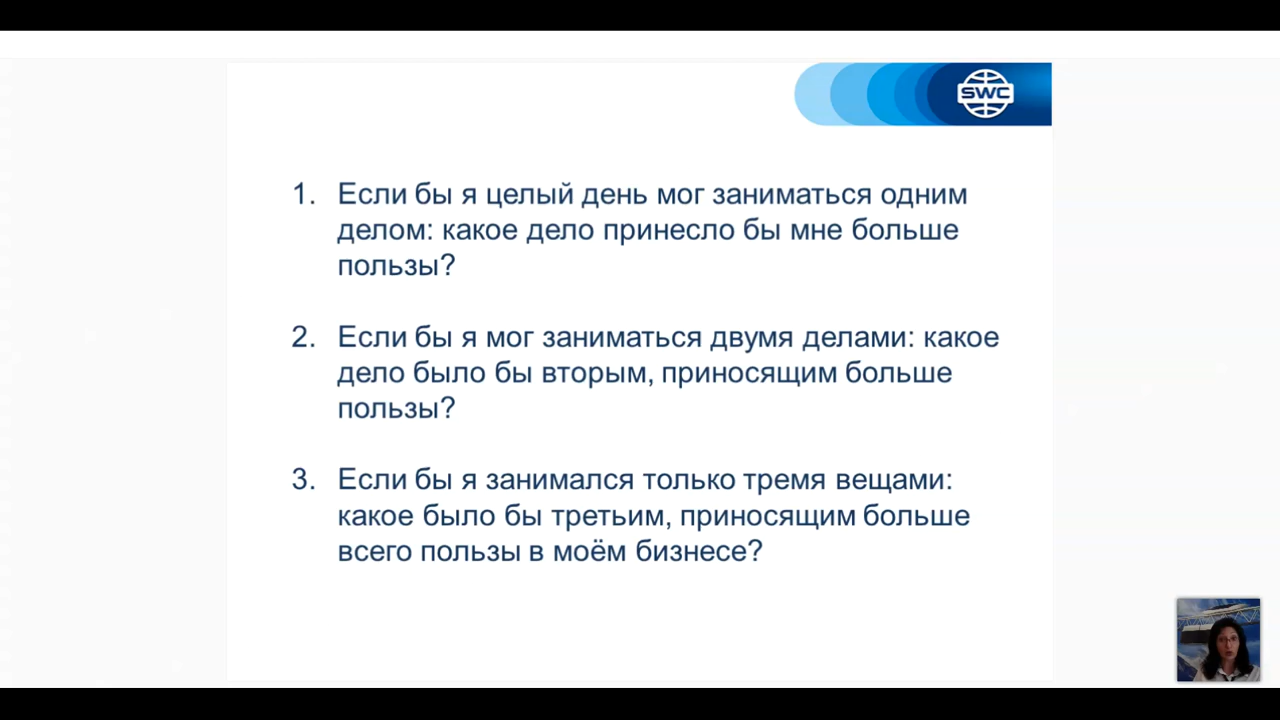 SWC
1. Если бы я целый день мог заниматься одним
делом: какое дело принесло бы мне больше
пользы?
2. Если бы я мог заниматься двумя делами: какое
дело было бы вторым, приносящим больше
пользы?
3. Если бы я занимался только тремя вещами:
какое было бы третьим, приносящим больше
всего пользы в моём бизнесе?